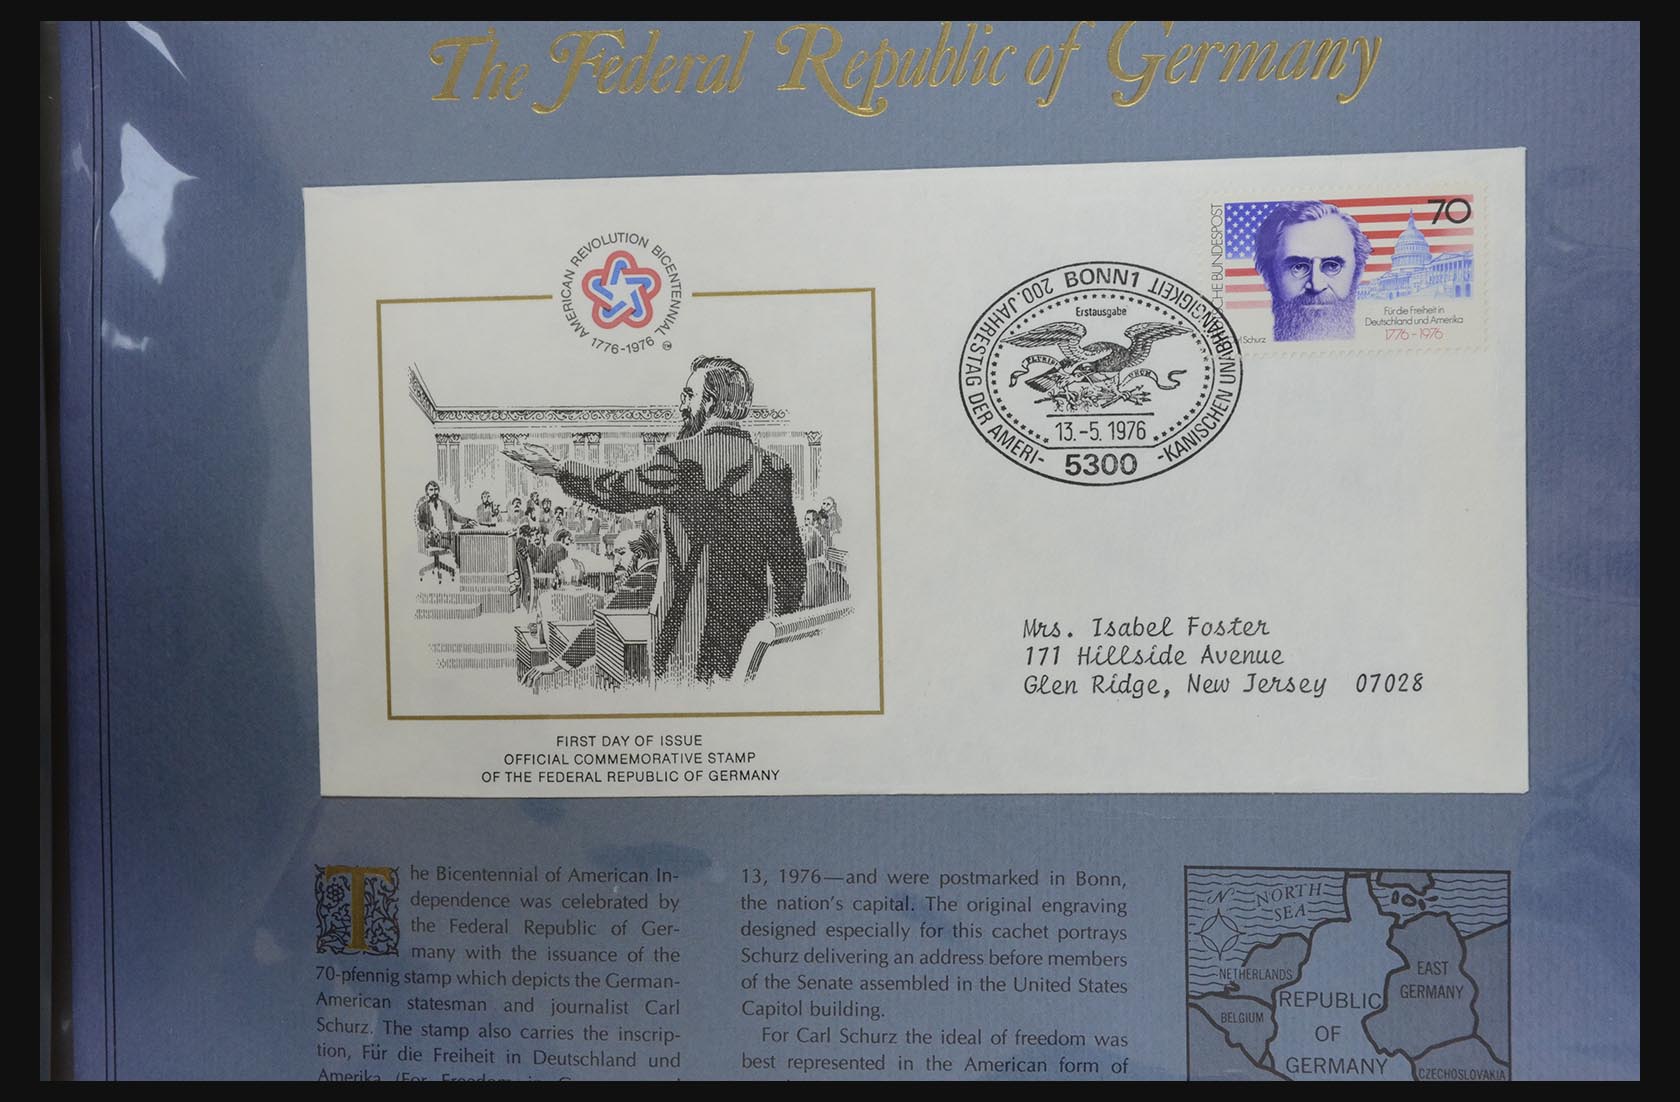 The Federal Republic of Germany
AMERICAN REVOLUTION BICENTENNIAL
1776-1976
BUNDESPOST
70
Für die Freiheit in
Deutschland und Amerika
1776 - 1976
Schurz
BONN 1
200. JAHRESTAG DER AMERI-
-KANISCHEN UNABHÄNGIGKEIT
Erstausgabe
13.-5. 1976
5300
Mrs. Isabel Foster
171 Hillside Avenue
Glen Ridge, New Jersey 07028
FIRST DAY OF ISSUE
OFFICIAL COMMEMORATIVE STAMP
OF THE FEDERAL REPUBLIC OF GERMANY
The Bicentennial of American In-
dependence was celebrated by
the Federal Republic of Ger-
many with the issuance of the
70-pfennig stamp which depicts the German-
American statesman and journalist Carl
Schurz. The stamp also carries the inscrip-
tion, Für die Freiheit in Deutschland und
Amerika (For Freedom in
13, 1976—and were postmarked in Bonn,
the nation's capital. The original engraving
designed especially for this cachet portrays
Schurz delivering an address before members
of the Senate assembled in the United States
Capitol building.
For Carl Schurz the ideal of freedom was
best represented in the American form of
N
NORTH
SEA
NETHERLANDS
EAST
GERMANY
BELGIUM
REPUBLIC
OF
GERMANY
CZECHOSLOVAKIA